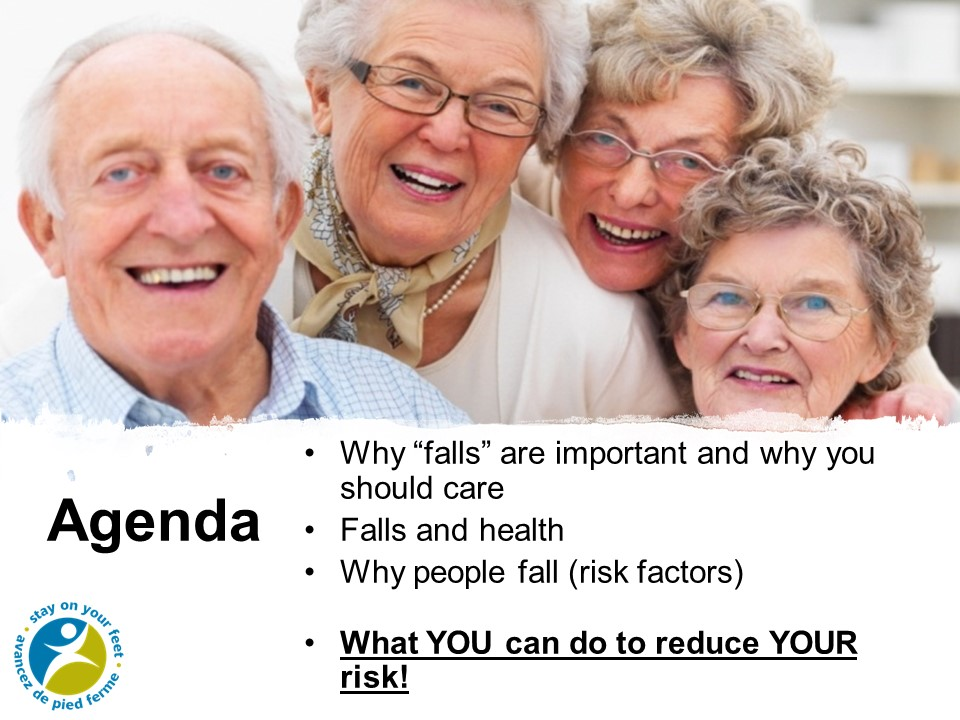 Agenda
• Why “falls” are important and why you
should care
• Falls and health
• Why people fall (risk factors)
• What YOU can do to reduce YOUR
risk!
stay on your feet •
avancez de pied ferme •